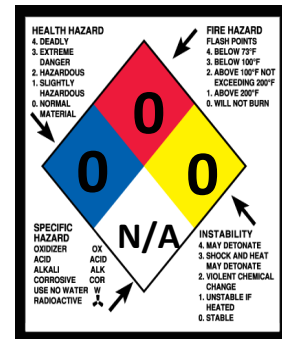 HEALTH HAZARD
4. DEADLY
3. EXTREME
DANGER
2. HAZARDOUS
1. SLIGHTLY
HAZARDOUS
0. NORMAL
MATERIAL
FIRE HAZARD
FLASH POINTS
4. BELOW 73°F
3. BELOW 100°F
2. ABOVE 100°F NOT
EXCEEDING 200°F
1. ABOVE 200°F
0. WILL NOT BURN
0
0
0
N/A
SPECIFIC
HAZARD
OXIDIZER OX
ACID ACID
ALKALI ALK
CORROSIVE COR
USE NO WATER W
RADIOACTIVE
INSTABILITY
4. MAY DETONATE
3. SHOCK AND HEAT
MAY DETONATE
2. VIOLENT CHEMICAL
CHANGE
1. UNSTABLE IF
HEATED
0. STABLE